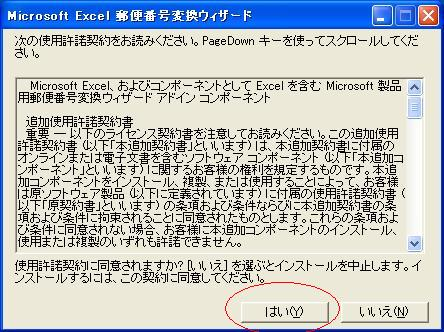 Microsoft Excel 郵便番号変換ウィザード
次の使用許諾契約をお読みください。PageDown キーを使ってスクロールしてくだ
さい。
Microsoft Excel、およびコンポーネントとして Excel を含む Microsoft 製品
用郵便番号変換ウィザード アドイン コンポーネント
追加使用許諾契約書
重要 ― 以下のライセンス契約書を注意してお読みください。この追加使用
許諾契約書 (以下「本追加契約書」といいます) は、本追加契約書に付属の
オンラインまたは電子文書を含むソフトウェア コンポーネント (以下「本追加コ
ンポーネント」といいます) に関するお客様の権利を規定するものです。本追
加コンポーネントをインストール、複製、または使用することによって、お客様
は原ソフトウェア製品 (以下に定義されています) に付属の使用許諾契約書 (
以下「原契約書」といいます) の条項および条件ならびに本追加契約書の条
項および条件に拘束されることに同意されたものとします。これらの条項およ
び条件に同意されない場合、お客様に本追加コンポーネントのインストール、
使用または複製のいずれも許諾できません。
使用許諾契約に同意されますか? [いいえ] を選ぶとインストールを中止します。イ
ンストールするには、この契約に同意してください。
はい(Y) いいえ(N)